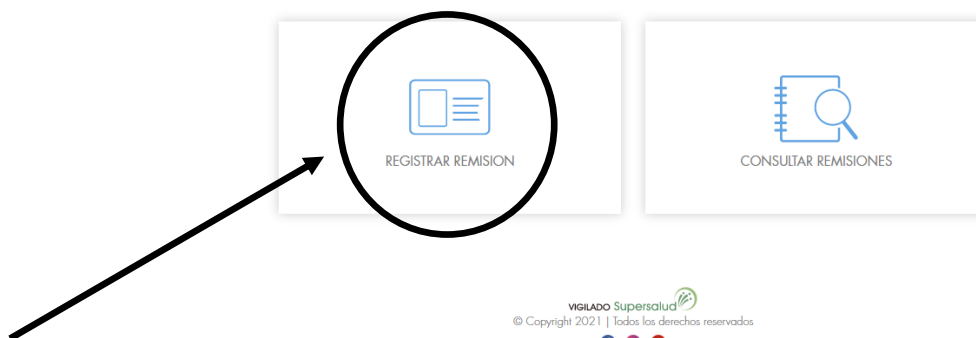 REGISTRAR REMISION
CONSULTAR REMISIONES
VIGILADO Supersalud
© Copyright 2021 | Todos los derechos reservados